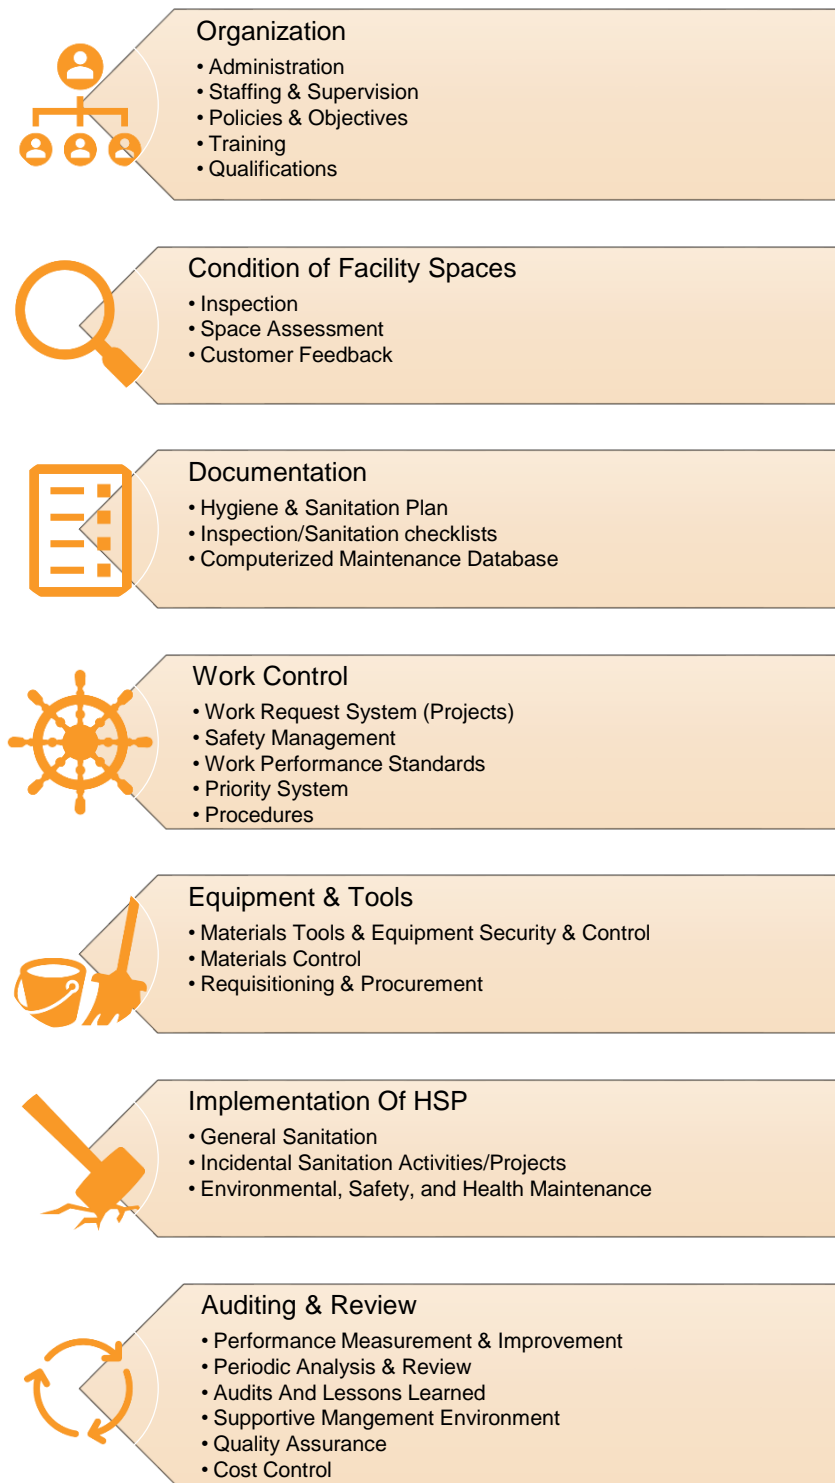 Organization
• Administration
• Staffing & Supervision
• Policies & Objectives
• Training
• Qualifications
Condition of Facility Spaces
• Inspection
• Space Assessment
• Customer Feedback
Documentation
• Hygiene & Sanitation Plan
• Inspection/Sanitation checklists
• Computerized Maintenance Database
Work Control
• Work Request System (Projects)
• Safety Management
• Work Performance Standards
• Priority System
• Procedures
Equipment & Tools
• Materials Tools & Equipment Security & Control
• Materials Control
• Requisitioning & Procurement
Implementation Of HSP
• General Sanitation
• Incidental Sanitation Activities/Projects
• Environmental, Safety, and Health Maintenance
Auditing & Review
• Performance Measurement & Improvement
• Periodic Analysis & Review
• Audits And Lessons Learned
• Supportive Mangement Environment
• Quality Assurance
• Cost Control